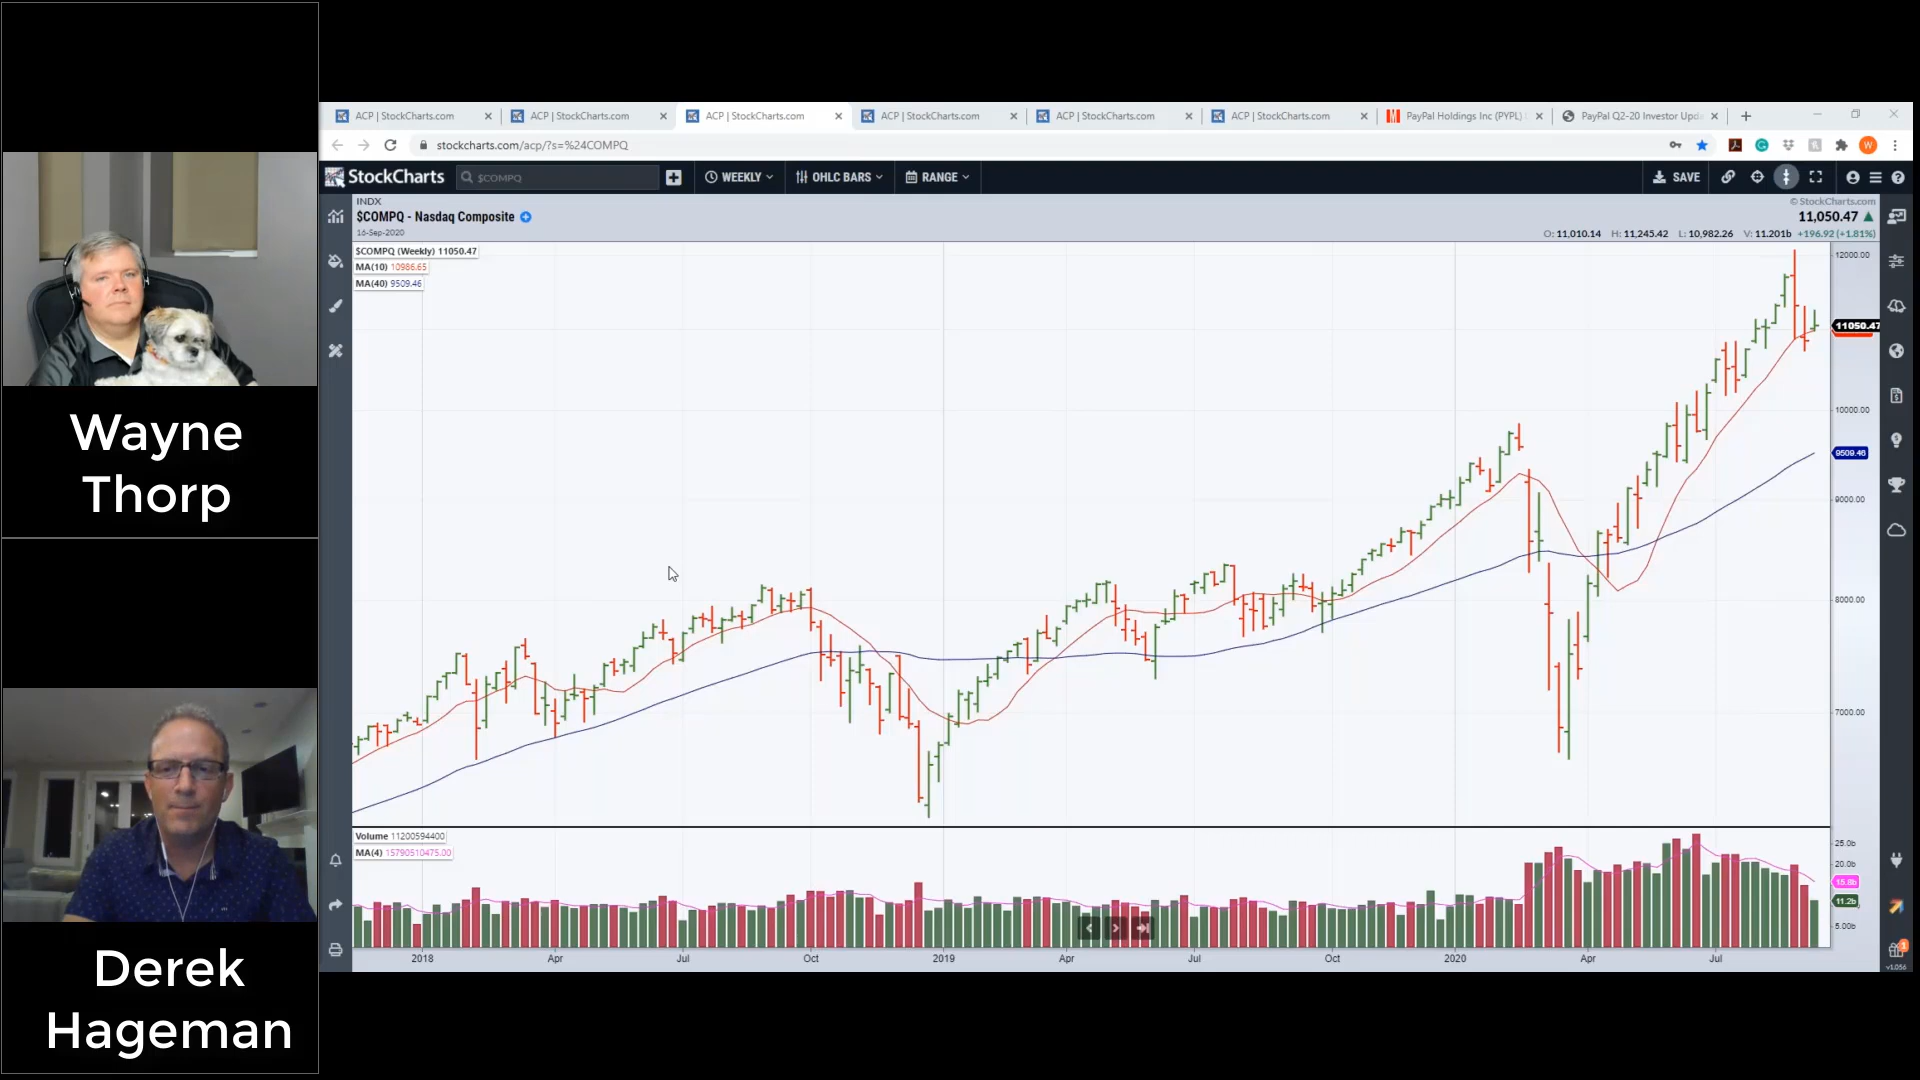 Wayne
Thorp
Derek
Hageman
ACP | StockCharts.com
ACP | StockCharts.com
ACP | StockCharts.com
ACP | StockCharts.com
ACP | StockCharts.com
ACP | StockCharts.com
PayPal Holdings Inc (PYPL)
PayPal Q2-20 Investor Upda
stockcharts.com/acp/?s=%24COMPQ
W
StockCharts
$COMPQ
WEEKLY
OHLC BARS
RANGE
SAVE
INDX
© StockCharts.com
$COMPQ - Nasdaq Composite
11,050.47
16-Sep-2020
O: 11,010.14 H: 11,245.42 L: 10,982.26 V: 11.201b +196.92 (+1.81%)
$COMPQ (Weekly) 11050.47
MA(10) 10986.65
MA(40) 9509.46
12000.00
11050.47
10000.00
9509.46
9000.00
8000.00
7000.00
Volume 11200594400
MA(4) 15790510475.00
25.0b
20.0b
15.8b
11.2b
5.00b
2018 Apr Jul Oct 2019 Apr Jul Oct 2020 Apr Jul
1
v1.056